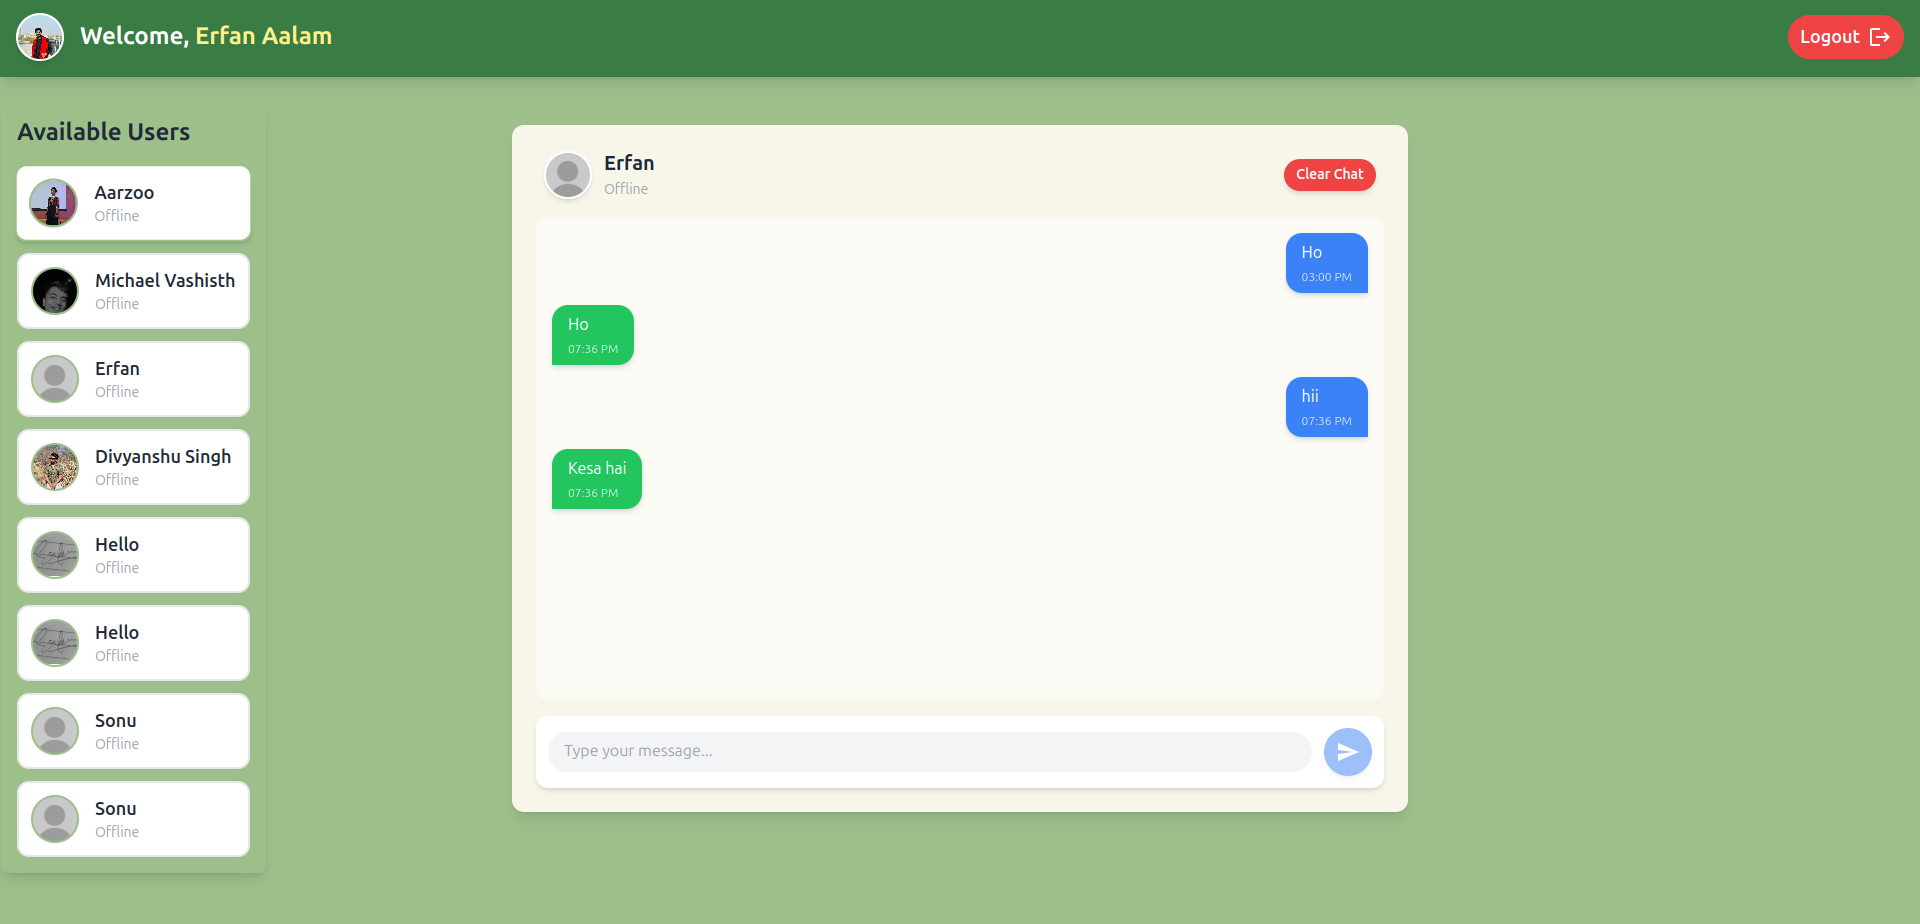 Welcome, Erfan Aalam
Logout
Available Users
Aarzoo
Offline
Michael Vashisth
Offline
Erfan
Offline
Divyanshu Singh
Offline
Hello
Offline
Hello
Offline
Sonu
Offline
Sonu
Offline
Erfan
Offline
Clear Chat
Ho
03:00 PM
Ho
07:36 PM
hii
07:36 PM
Kesa hai
07:36 PM
Type your message...